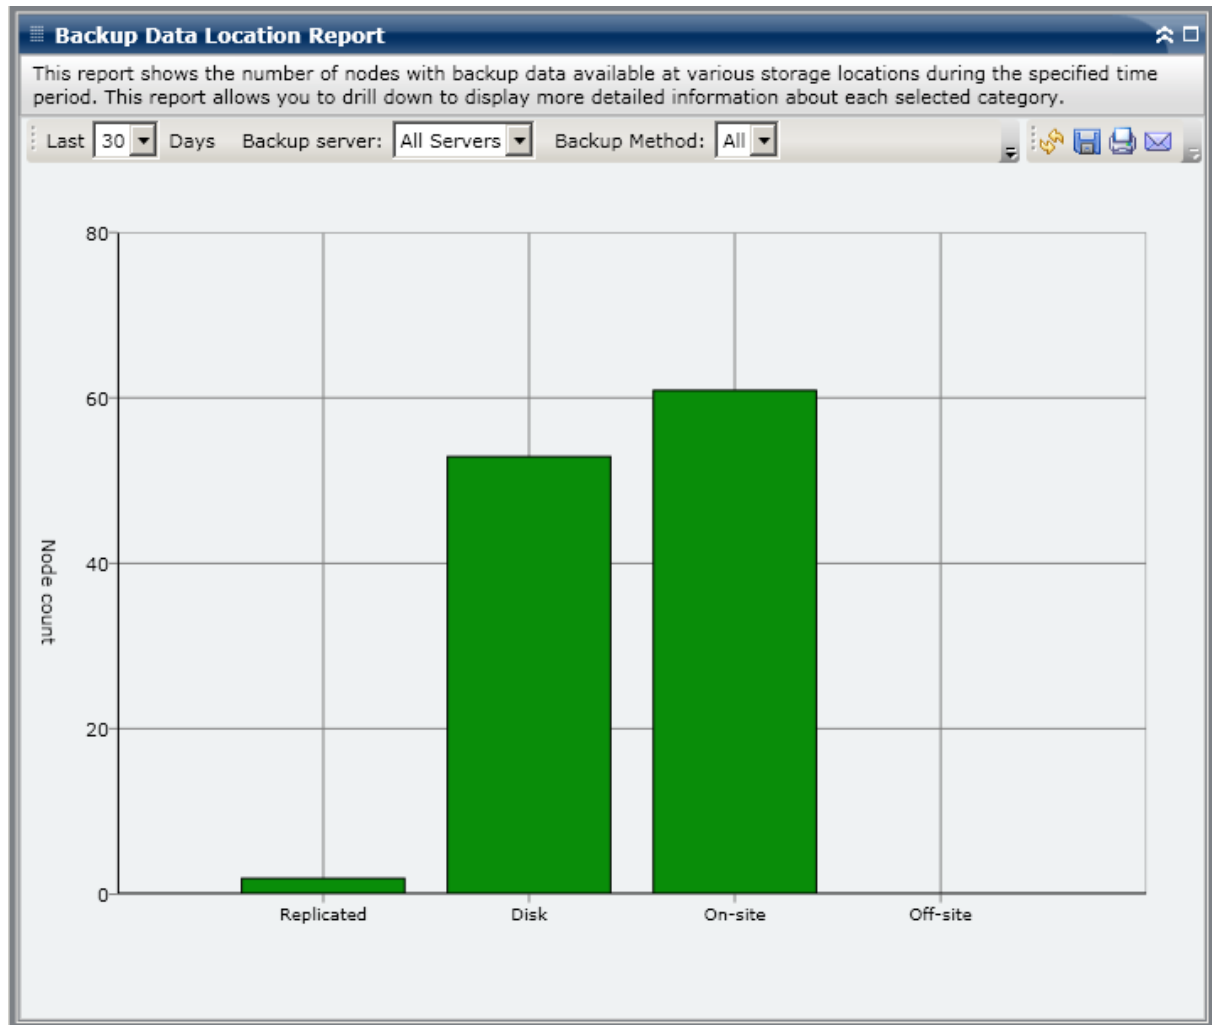 Backup Data Location Report
This report shows the number of nodes with backup data available at various storage locations during the specified time
period. This report allows you to drill down to display more detailed information about each selected category.
Last 30 Days Backup server: All Servers Backup Method: All
80
60
40
20
0
Node count
Replicated Disk On-site Off-site